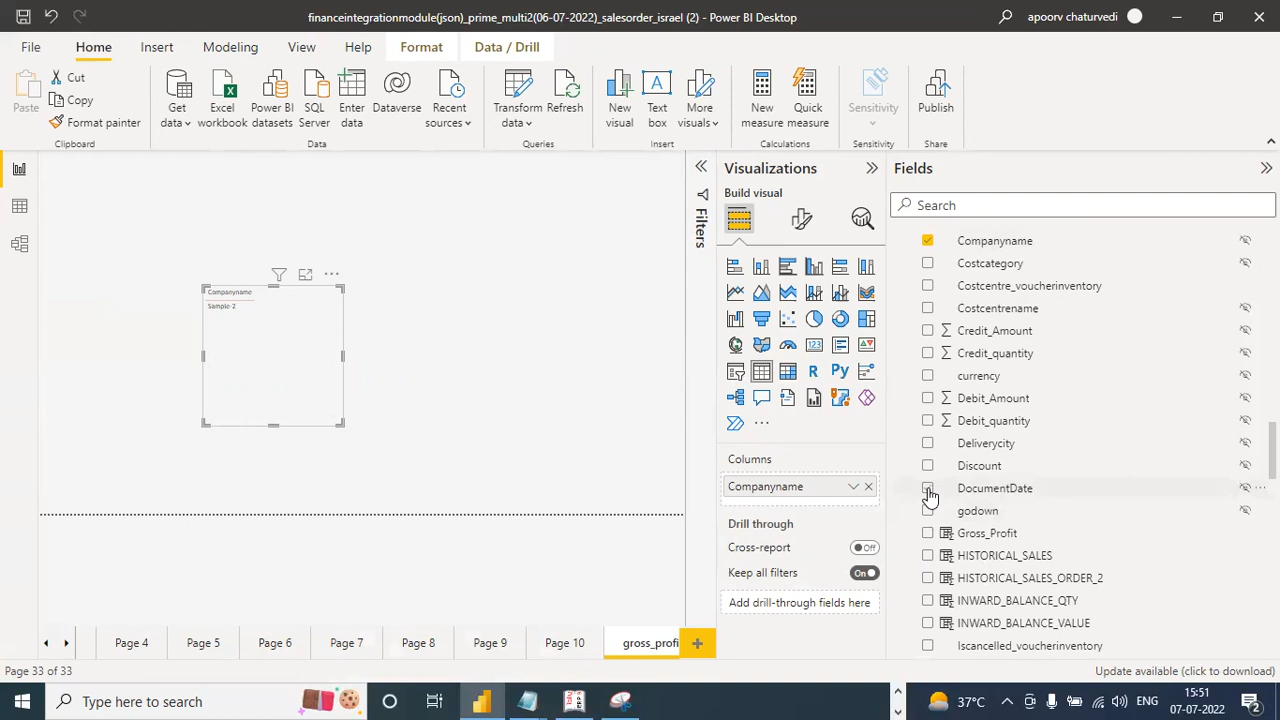 financeintegrationmodule(json)_prime_multi2(06-07-2022)_salesorder_israel (2) - Power BI Desktop
apoorv chaturvedi
File
Home
Insert
Modeling
View
Help
Format
Data / Drill
Paste
Cut
Copy
Format painter
Get data
Excel workbook
Power BI datasets
SQL Server
Enter data
Dataverse
Recent sources
Transform data
Refresh
New visual
Text box
More visuals
New measure
Quick measure
Sensitivity
Publish
Clipboard
Data
Queries
Insert
Calculations
Sensitivity
Share
Filters
Companyname
Sample-2
Visualizations
Build visual
123
R
Py
Columns
Companyname
Drill through
Cross-report
Off
Keep all filters
On
Add drill-through fields here
Fields
Search
Companyname
Costcategory
Costcentre_voucherinventory
Costcentrename
Credit_Amount
Credit_quantity
currency
Debit_Amount
Debit_quantity
Deliverycity
Discount
DocumentDate
godown
Gross_Profit
HISTORICAL_SALES
HISTORICAL_SALES_ORDER_2
INWARD_BALANCE_QTY
INWARD_BALANCE_VALUE
Iscancelled_voucherinventory
Page 4
Page 5
Page 6
Page 7
Page 8
Page 9
Page 10
gross_profi
Page 33 of 33
Update available (click to download)
Type here to search
37°C
ENG
15:51
07-07-2022
2